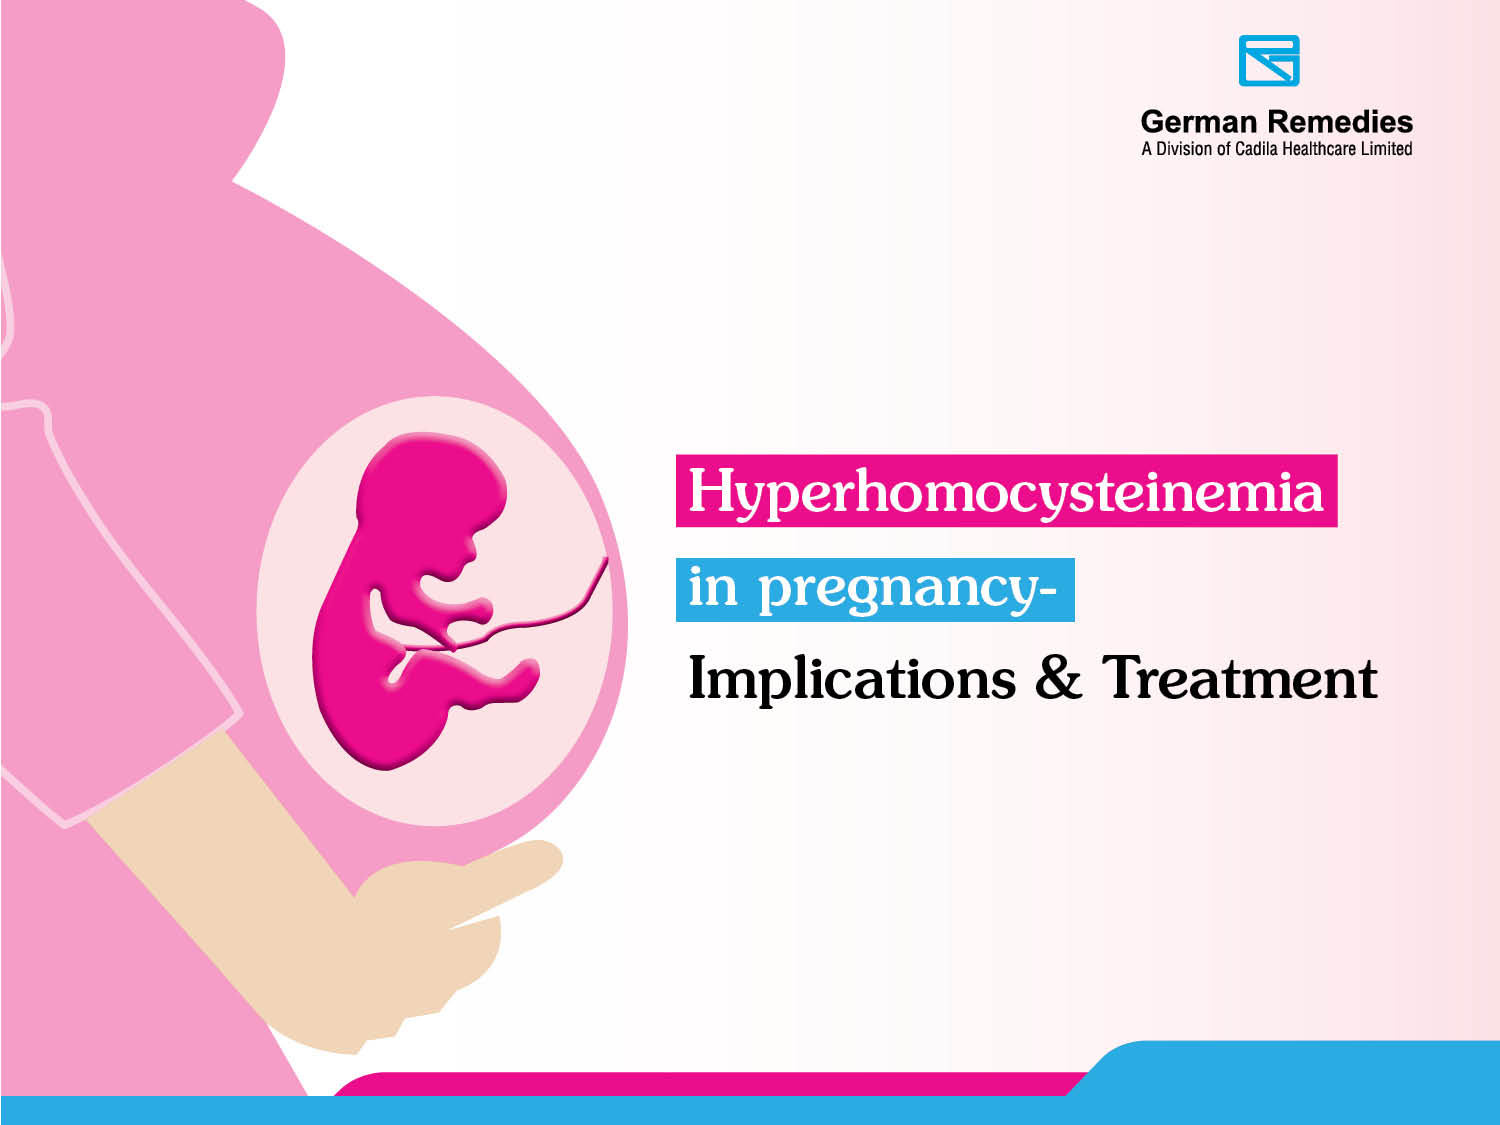 German Remedies
A Division of Cadila Healthcare Limited
Hyperhomocysteinemia
in pregnancy-
Implications & Treatment